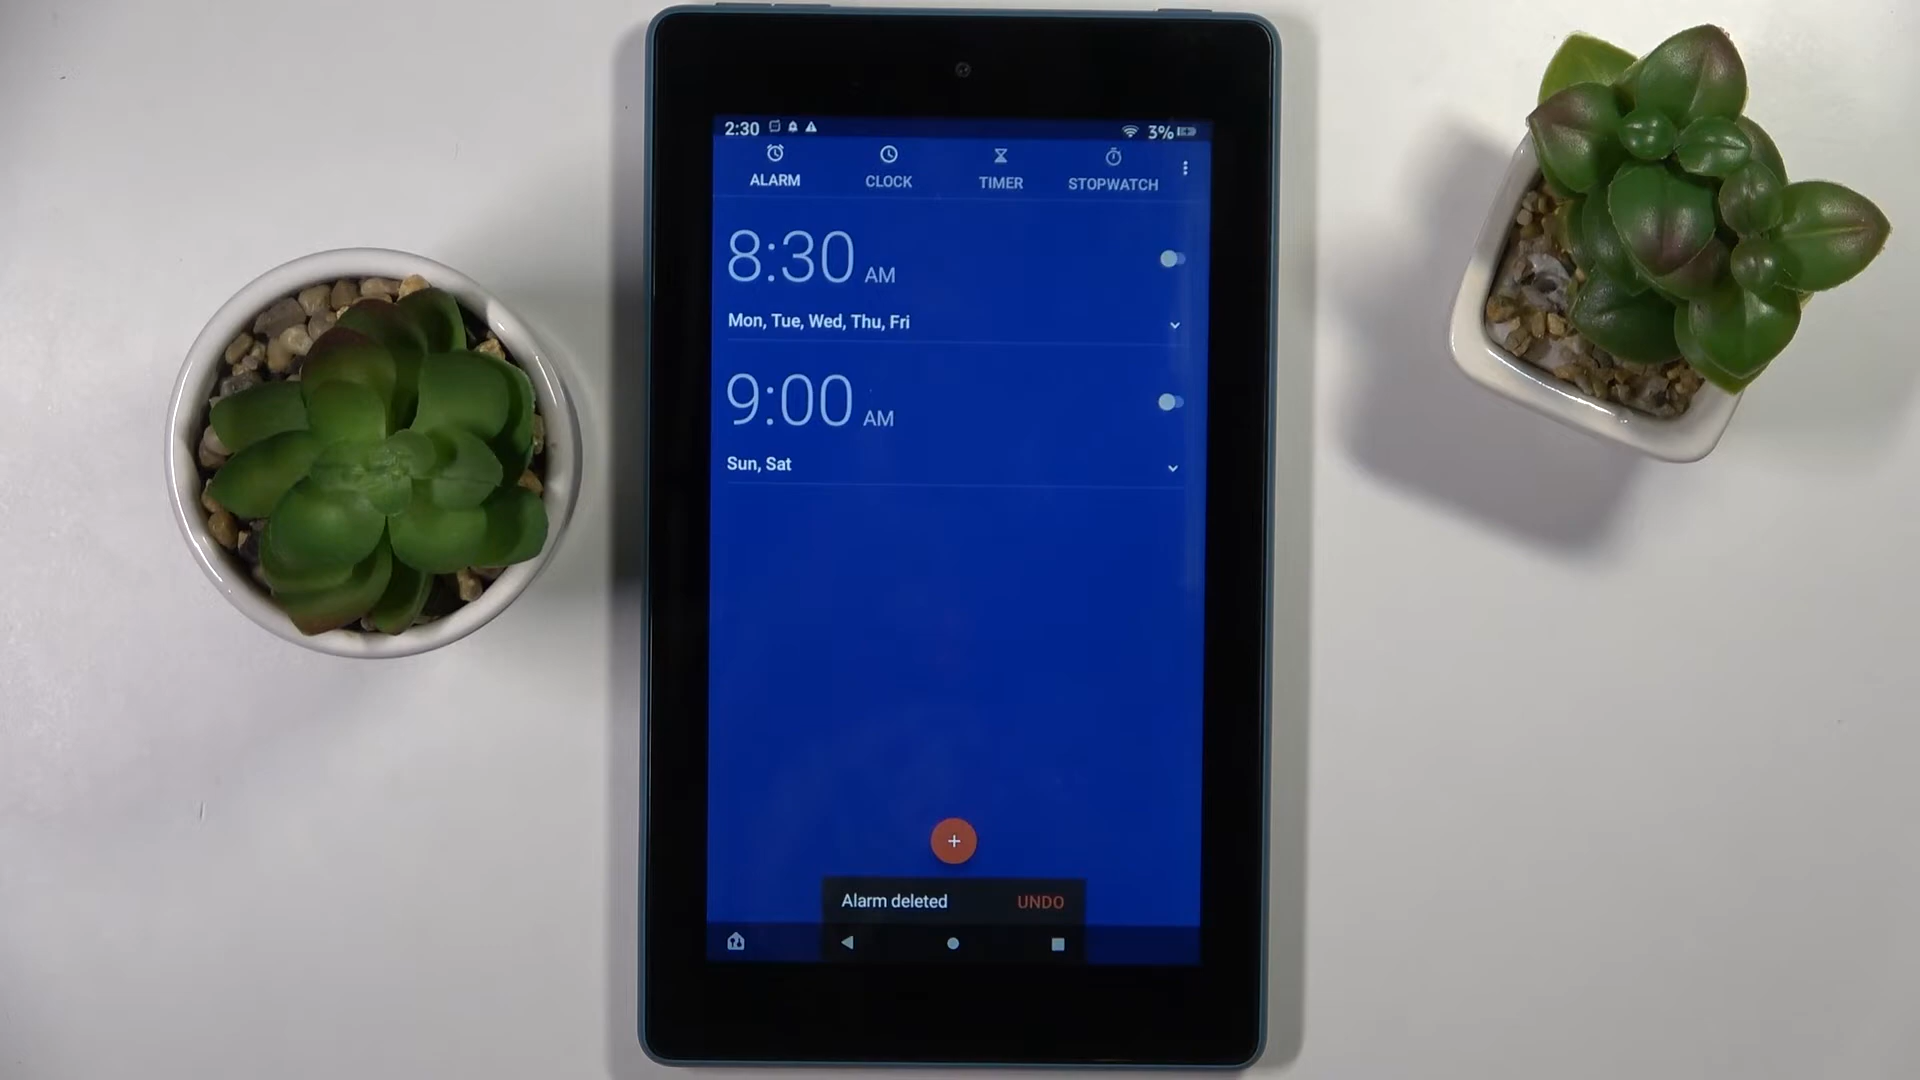 2:30 3%
ALARM CLOCK TIMER STOPWATCH
8:30 AM
Mon, Tue, Wed, Thu, Fri
9:00 AM
Sun, Sat
+
Alarm deleted UNDO